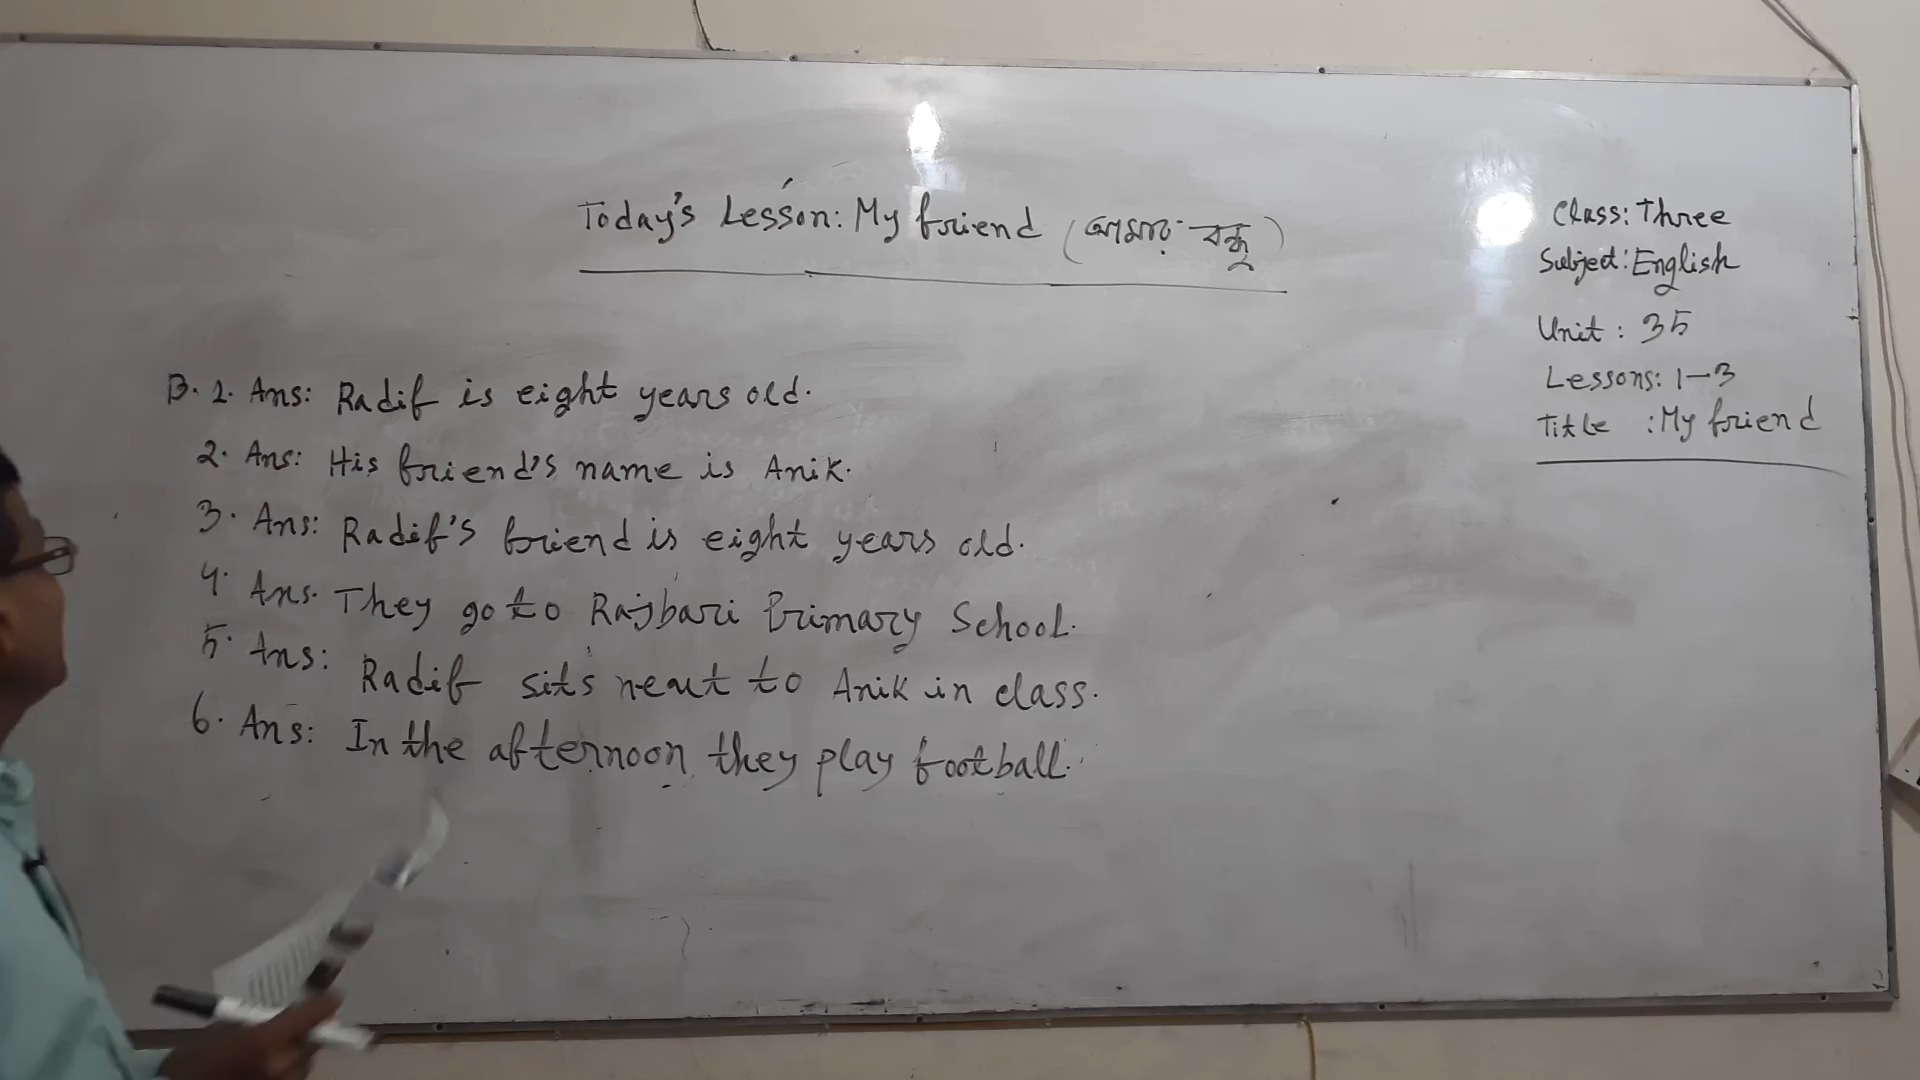 Today's Lesson: My friend (আমার বন্ধু)
Class: Three
Subject: English
Unit : 35
Lessons: 1-3
Title : My friend
B. 1. Ans: Radif is eight years old.
2. Ans: His friend's name is Anik.
3. Ans: Radif's friend is eight years old.
4. Ans. They go to Rajbari Primary School.
5. Ans: Radif sits next to Anik in class.
6. Ans: In the afternoon they play football.